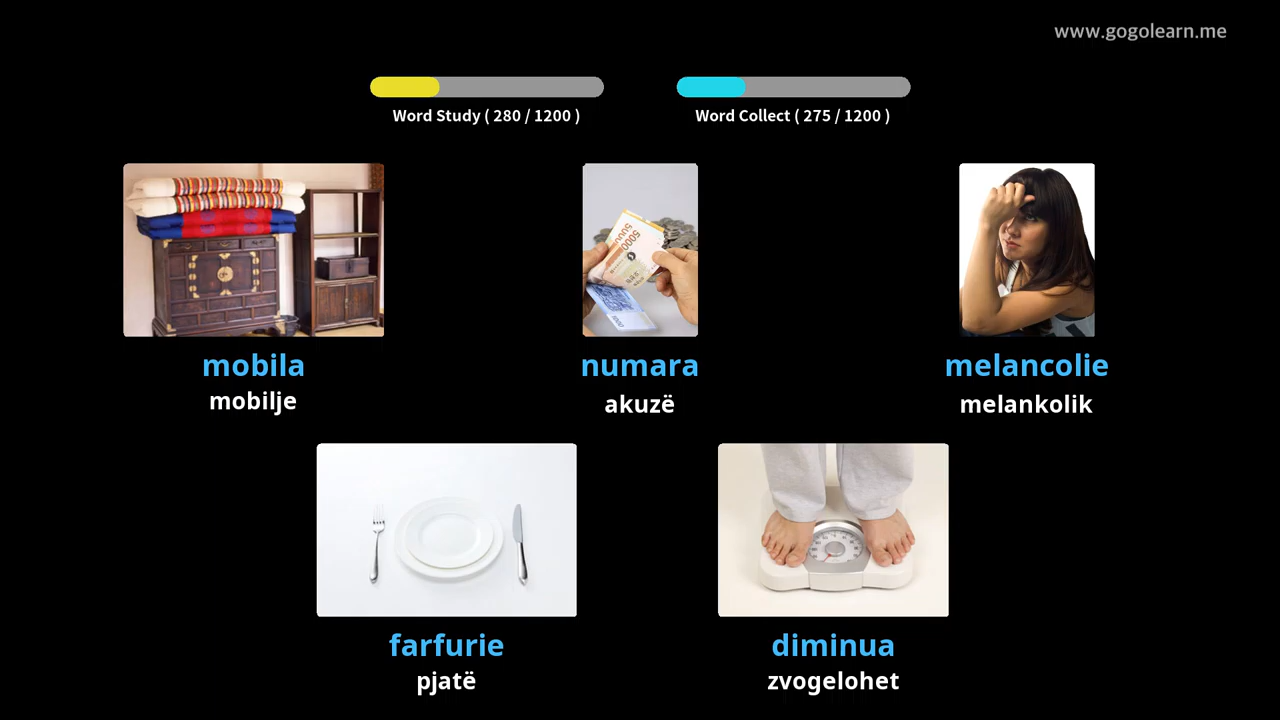 www.gogolearn.me
Word Study ( 280 / 1200 )
Word Collect ( 275 / 1200 )
mobila
mobilje
numara
akuzë
melancolie
melankolik
farfurie
pjatë
diminua
zvogelohet